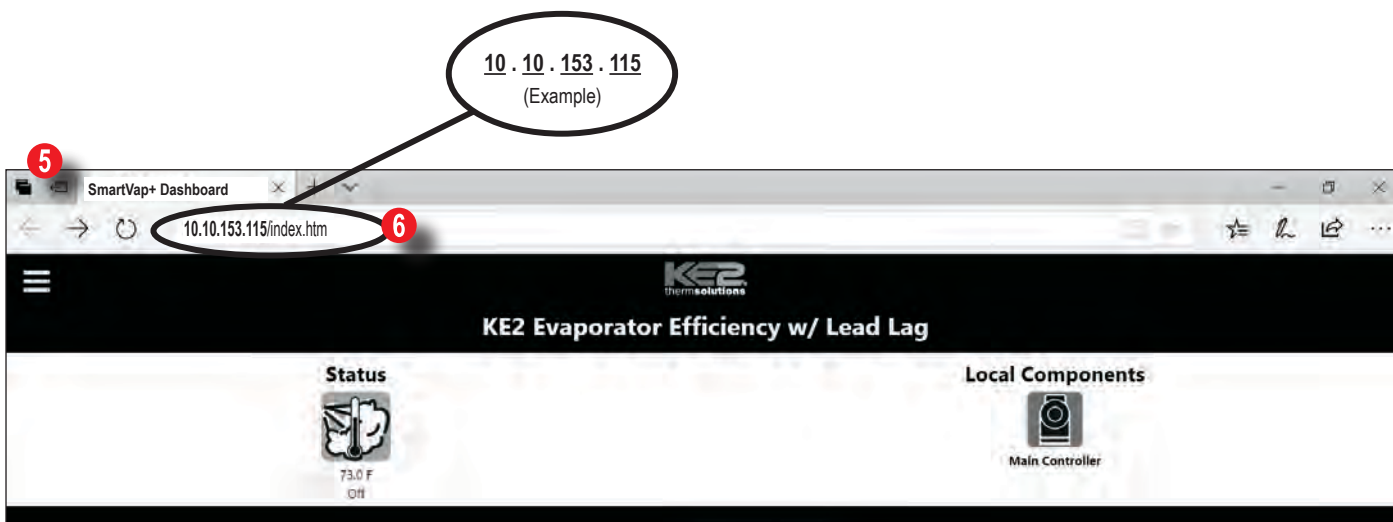 10 . 10 . 153 . 115
(Example)
5
SmartVap+ Dashboard
10.10.153.115/index.htm
6
KE2
thermsolutions
KE2 Evaporator Efficiency w/ Lead Lag
Status
Local Components
73.0 F
Off
Main Controller